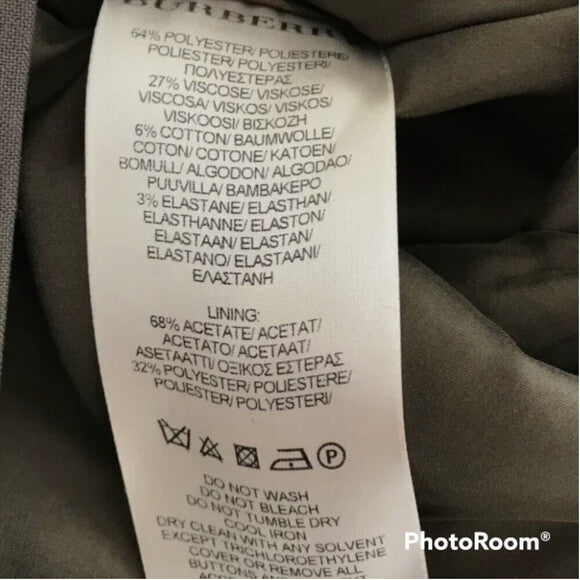 BURBERR
64% POLYESTER/ POLIESTERE/
POLIESTER/ POLYESTER/
ΠΟΛΥΕΣΤΕΡΑΣ
27% VISCOSE/ VISKOSE/
VISCOSA/ VISKOS/ VISKOS/
VISKOOSI/ ΒΙΣΚΟΖΗ
6% COTTON/ BAUMWOLLE/
COTON/ COTONE/ KATOEN/
BOMULL/ ALGODON/ ALGODAO/
PUUVILLA/ ΒΑΜΒΑΚΕΡΟ
3% ELASTANE/ ELASTHAN/
ELASTHANNE/ ELASTON/
ELASTAAN/ ELASTAN/
ELASTANO/ ELASTAANI/
ΕΛΑΣΤΑΝΗ
LINING:
68% ACETATE/ ACETAT/
ACETATO/ ACETAAT/
ASETAATTI/ ΟΞΙΚΟΣ ΕΣΤΕΡΑΣ
32% POLYESTER/ POLIESTERE/
POLIESTER/ POLYESTERI/
P
DO NOT WASH
DO NOT BLEACH
DO NOT TUMBLE DRY
COOL IRON
DRY CLEAN WITH ANY SOLVENT
EXCEPT TRICHLOROETHYLENE
COVER OR REMOVE ALL
BUTTONS AND
PhotoRoom®